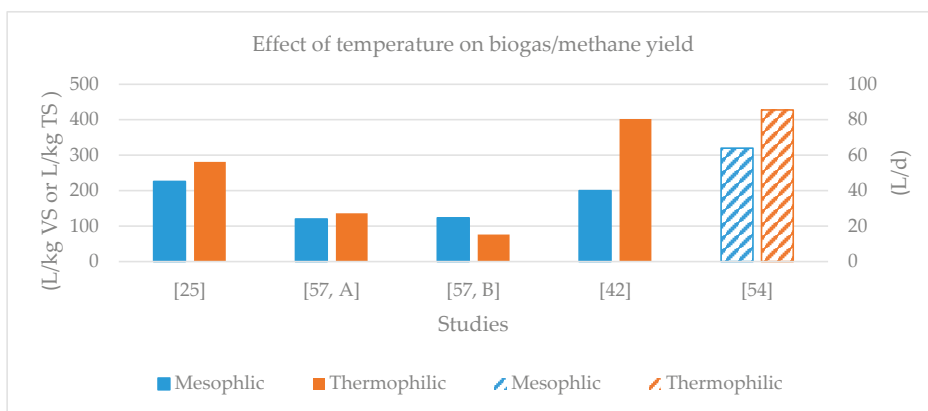 Effect of temperature on biogas/methane yield
(L/kg VS or L/kg TS )
500
400
300
200
100
0
100
80
60
40
20
0
(L/d)
[25] [57, A] [57, B] [42] [54]
Studies
Mesophlic Thermophilic Mesophlic Thermophilic